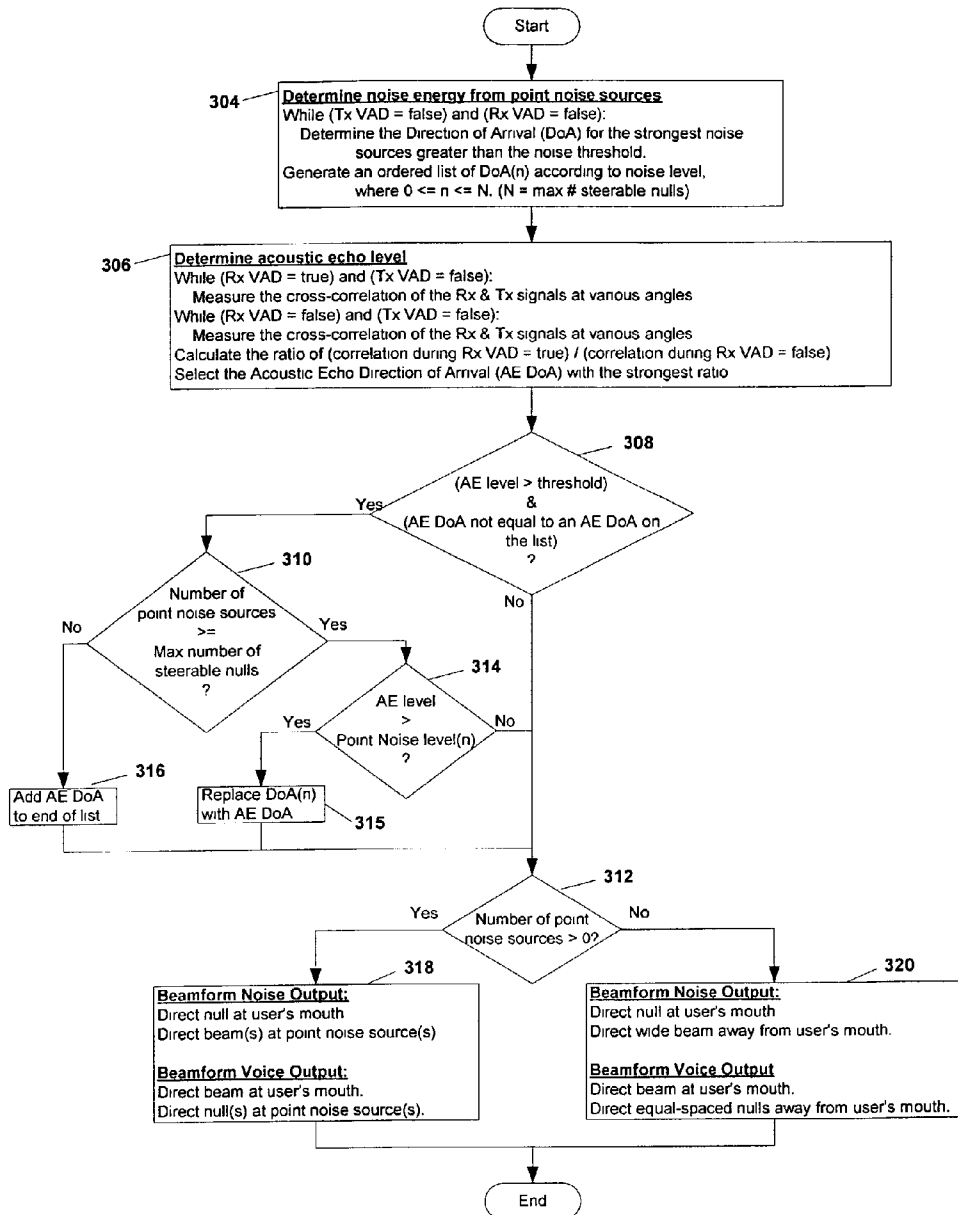 Start
304
Determine noise energy from point noise sources
While (Tx VAD = false) and (Rx VAD = false):
Determine the Direction of Arrival (DoA) for the strongest noise
sources greater than the noise threshold.
Generate an ordered list of DoA(n) according to noise level,
where 0 <= n <= N. (N = max # steerable nulls)
306
Determine acoustic echo level
While (Rx VAD = true) and (Tx VAD = false):
Measure the cross-correlation of the Rx & Tx signals at various angles
While (Rx VAD = false) and (Tx VAD = false):
Measure the cross-correlation of the Rx & Tx signals at various angles
Calculate the ratio of (correlation during Rx VAD = true) / (correlation during Rx VAD = false)
Select the Acoustic Echo Direction of Arrival (AE DoA) with the strongest ratio
308
(AE level > threshold)
&
(AE DoA not equal to an AE DoA on
the list)
?
Yes
No
310
Number of
point noise sources
>=
Max number of
steerable nulls
?
No
Yes
314
AE level
>
Point Noise level(n)
?
Yes
No
316
Add AE DoA
to end of list
Replace DoA(n)
with AE DoA
315
312
Number of point
noise sources > 0?
Yes
No
318
Beamform Noise Output:
Direct null at user's mouth
Direct beam(s) at point noise source(s)
Beamform Voice Output:
Direct beam at user's mouth.
Direct null(s) at point noise source(s).
320
Beamform Noise Output:
Direct null at user's mouth
Direct wide beam away from user's mouth.
Beamform Voice Output
Direct beam at user's mouth.
Direct equal-spaced nulls away from user's mouth.
End